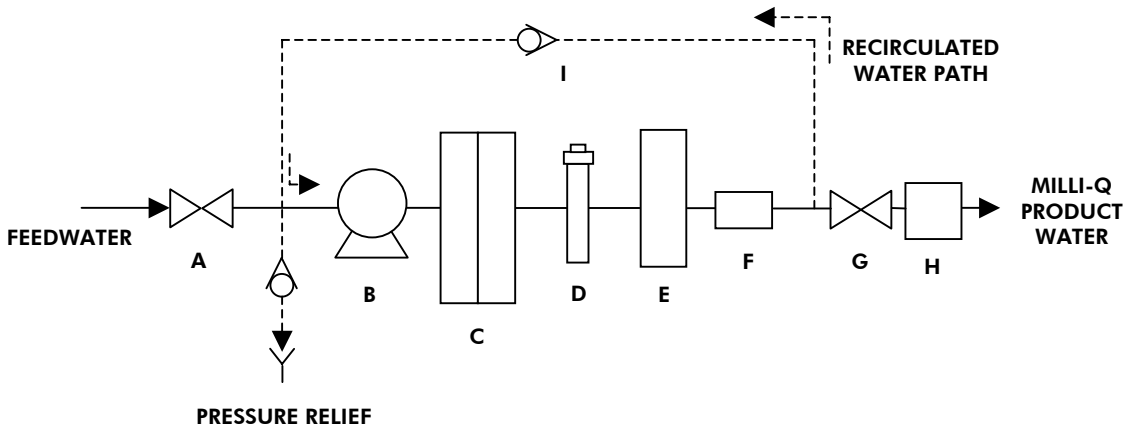 I
RECIRCULATED
WATER PATH
FEEDWATER
A
B
C
D
E
F
G
H
MILLI-Q
PRODUCT
WATER
PRESSURE RELIEF